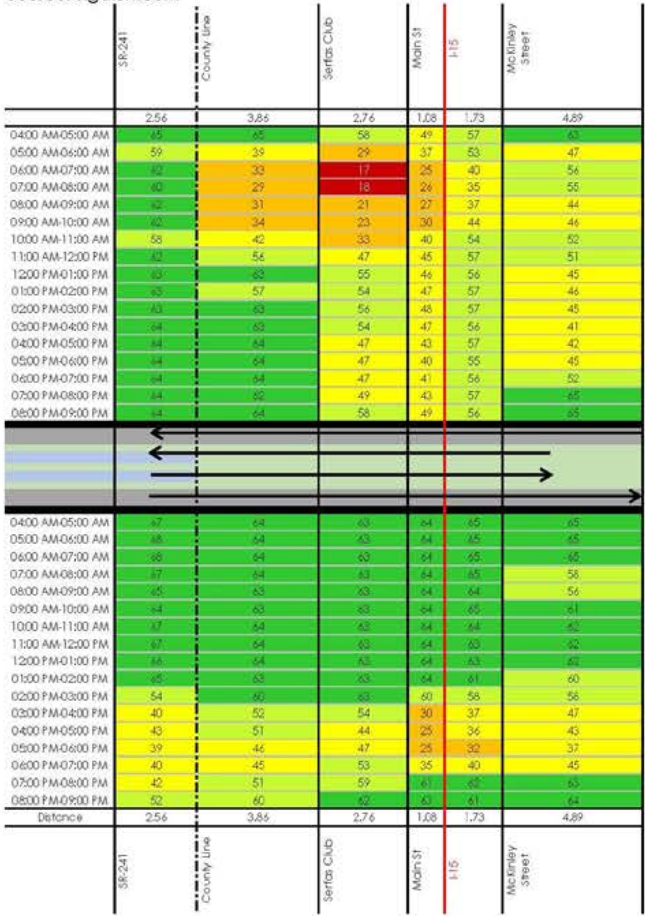 SR-241 County Line Serfas Club Main St I-15 McKinley Street
2.56 3.86 2.76 1.08 1.73 4.89
04:00 AM-05:00 AM 65 65 58 49 57 63
05:00 AM-06:00 AM 59 39 29 37 53 47
06:00 AM-07:00 AM 62 33 17 25 40 56
07:00 AM-08:00 AM 60 29 18 26 35 55
08:00 AM-09:00 AM 62 31 21 27 37 44
09:00 AM-10:00 AM 62 34 23 30 44 46
10:00 AM-11:00 AM 58 42 33 40 54 52
11:00 AM-12:00 PM 62 56 47 45 57 51
12:00 PM-01:00 PM 63 63 55 46 56 45
01:00 PM-02:00 PM 63 57 54 47 57 46
02:00 PM-03:00 PM 63 63 56 48 57 45
03:00 PM-04:00 PM 64 63 54 47 56 41
04:00 PM-05:00 PM 64 64 47 43 57 42
05:00 PM-06:00 PM 64 64 47 40 55 45
06:00 PM-07:00 PM 64 64 47 41 56 52
07:00 PM-08:00 PM 64 62 49 43 57 65
08:00 PM-09:00 PM 64 64 58 49 56 65
04:00 AM-05:00 AM 67 64 63 64 65 65
05:00 AM-06:00 AM 68 64 63 64 65 65
06:00 AM-07:00 AM 68 64 63 64 65 65
07:00 AM-08:00 AM 67 64 63 64 65 58
08:00 AM-09:00 AM 65 63 63 64 64 56
09:00 AM-10:00 AM 64 63 63 64 65 61
10:00 AM-11:00 AM 67 64 63 64 64 62
11:00 AM-12:00 PM 67 64 63 64 63 62
12:00 PM-01:00 PM 66 64 63 64 63 62
01:00 PM-02:00 PM 65 63 63 64 61 60
02:00 PM-03:00 PM 54 60 63 60 58 56
03:00 PM-04:00 PM 40 52 54 30 37 47
04:00 PM-05:00 PM 43 51 44 25 36 43
05:00 PM-06:00 PM 39 46 47 25 32 37
06:00 PM-07:00 PM 40 45 53 35 40 45
07:00 PM-08:00 PM 42 51 59 61 62 63
08:00 PM-09:00 PM 52 60 62 63 61 64
Distance 2.56 3.86 2.76 1.08 1.73 4.89
SR-241 County Line Serfas Club Main St I-15 McKinley Street